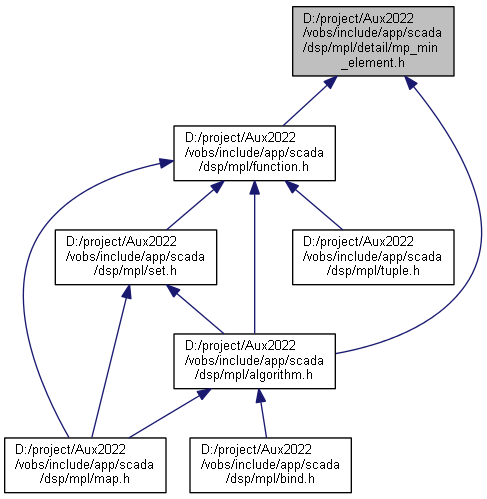 D:/project/Aux2022
/vobs/include/app/scada
/dsp/mpl/detail/mp_min
_element.h
D:/project/Aux2022
/vobs/include/app/scada
/dsp/mpl/function.h
D:/project/Aux2022
/vobs/include/app/scada
/dsp/mpl/set.h
D:/project/Aux2022
/vobs/include/app/scada
/dsp/mpl/tuple.h
D:/project/Aux2022
/vobs/include/app/scada
/dsp/mpl/algorithm.h
D:/project/Aux2022
/vobs/include/app/scada
/dsp/mpl/map.h
D:/project/Aux2022
/vobs/include/app/scada
/dsp/mpl/bind.h